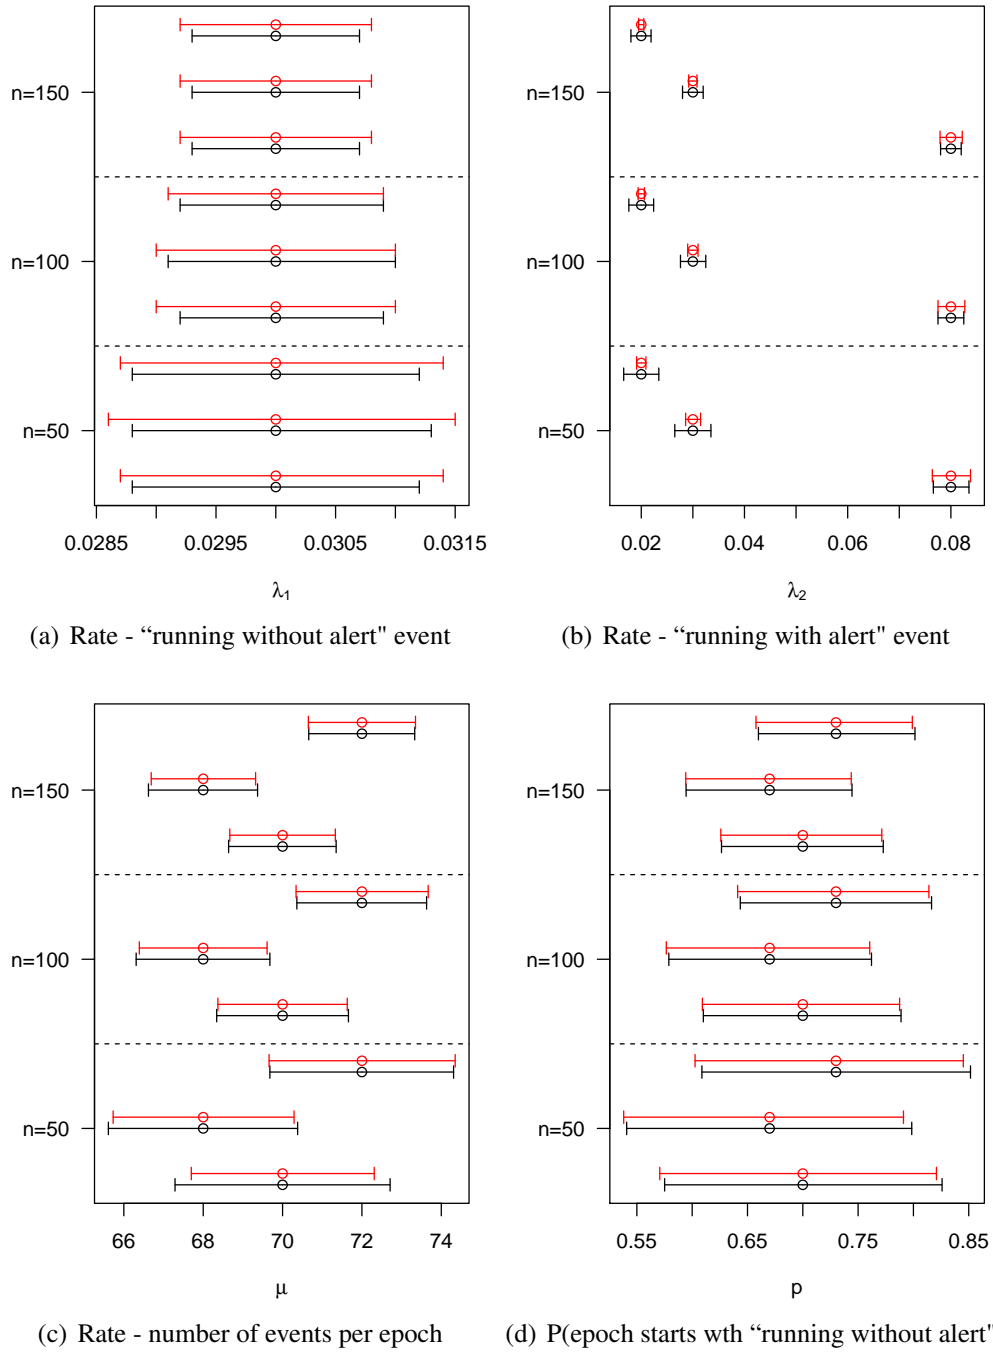 n=150
n=100
n=50
0.0285 0.0295 0.0305 0.0315
λ1
(a) Rate - “running without alert" event
n=150
n=100
n=50
0.02 0.04 0.06 0.08
λ2
(b) Rate - “running with alert" event
n=150
n=100
n=50
66 68 70 72 74
μ
(c) Rate - number of events per epoch
n=150
n=100
n=50
0.55 0.65 0.75 0.85
p
(d) P(epoch starts wth “running without alert"